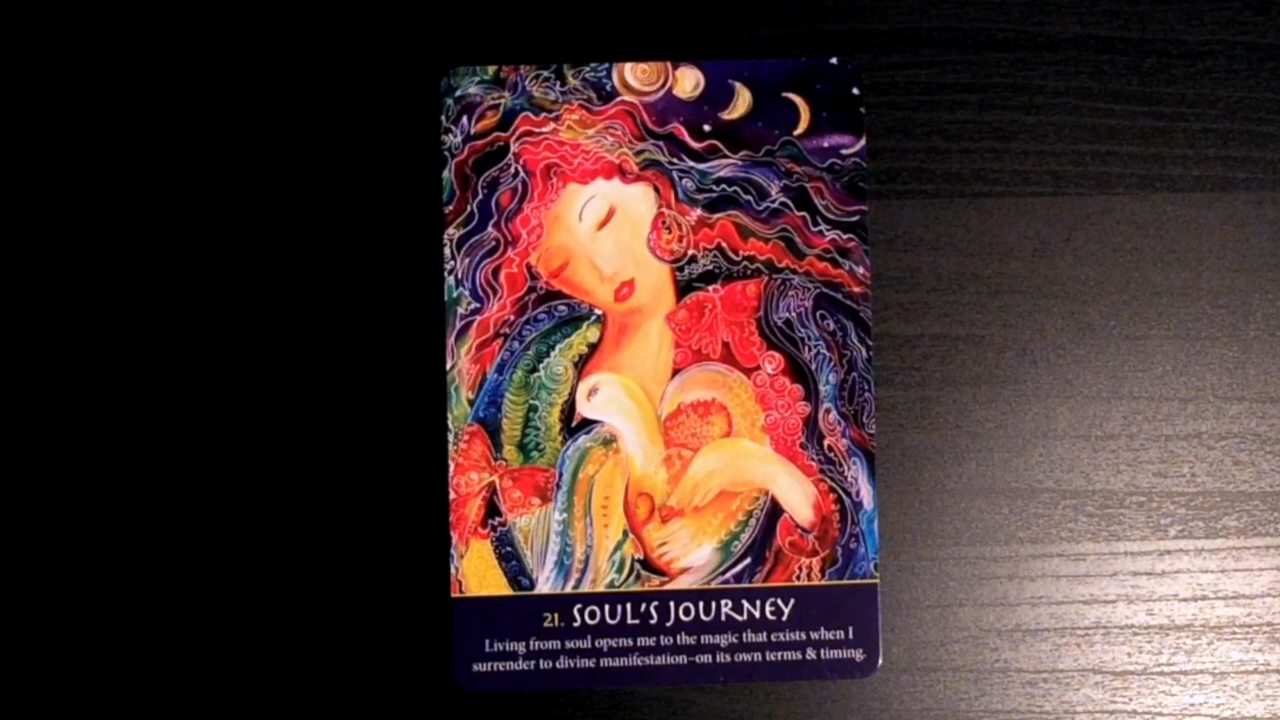 21. SOUL'S JOURNEY
Living from soul opens me to the magic that exists when I
surrender to divine manifestation–on its own terms & timing.